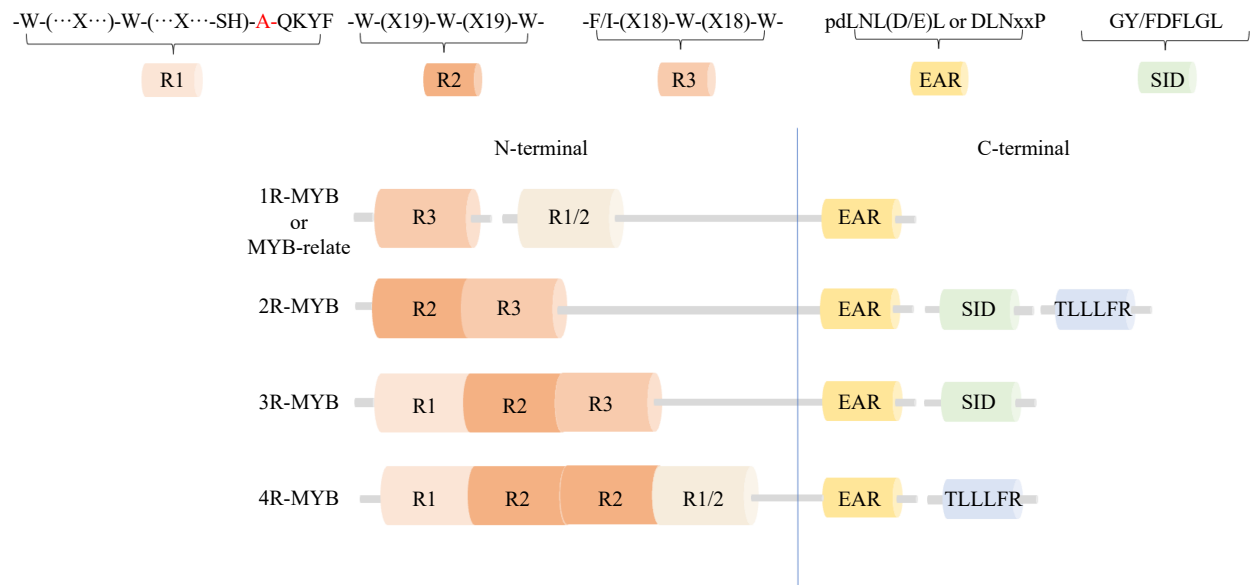 -W-(···X···)-W-(···X···-SH)-A-QKYF
-W-(X19)-W-(X19)-W-
-F/I-(X18)-W-(X18)-W-
pdLNL(D/E)L or DLNxxP
GY/FDFLGL
R1
R2
R3
EAR
SID
N-terminal
C-terminal
1R-MYB
or
MYB-relate
R3
R1/2
EAR
2R-MYB
R2
R3
EAR
SID
TLLLFR
3R-MYB
R1
R2
R3
EAR
SID
4R-MYB
R1
R2
R2
R1/2
EAR
TLLLFR